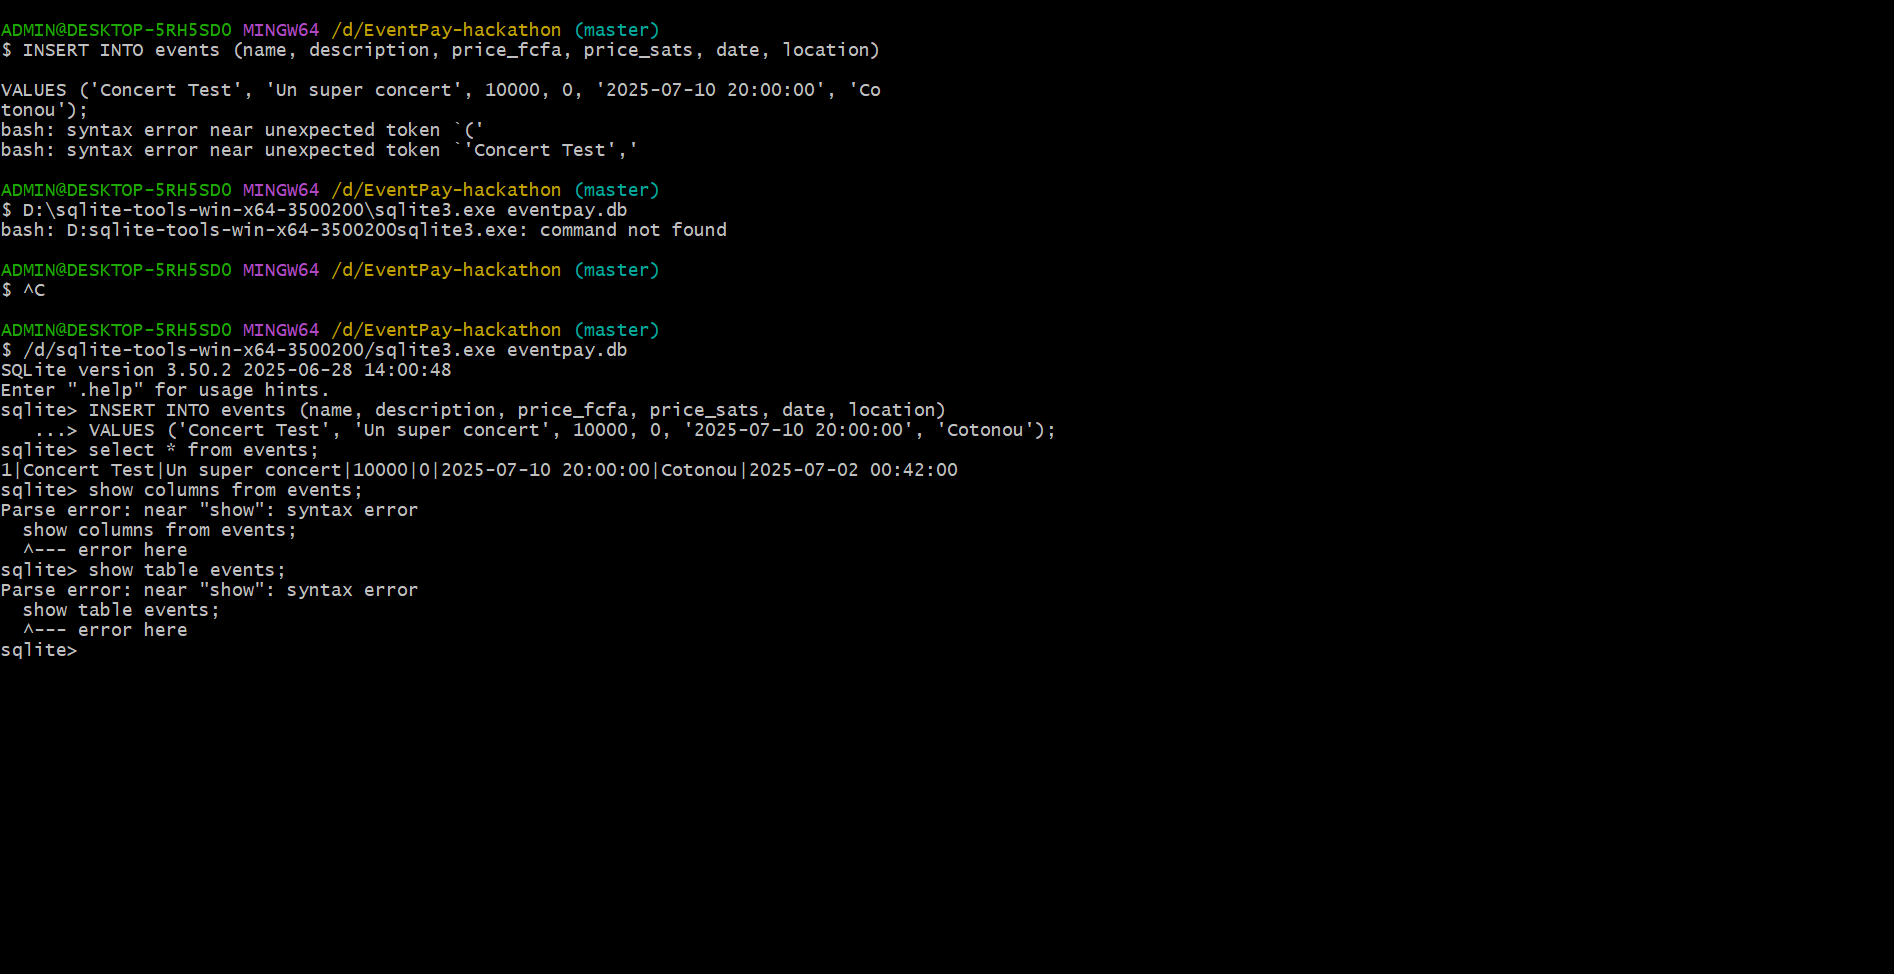 ADMIN@DESKTOP-5RH5SDO MINGW64 /d/EventPay-hackathon (master)
$ INSERT INTO events (name, description, price_fcfa, price_sats, date, location)
VALUES ('Concert Test', 'Un super concert', 10000, 0, '2025-07-10 20:00:00', 'Co
tonou');
bash: syntax error near unexpected token `('
bash: syntax error near unexpected token `'Concert Test','
ADMIN@DESKTOP-5RH5SDO MINGW64 /d/EventPay-hackathon (master)
$ D:\sqlite-tools-win-x64-3500200\sqlite3.exe eventpay.db
bash: D:sqlite-tools-win-x64-3500200sqlite3.exe: command not found
ADMIN@DESKTOP-5RH5SDO MINGW64 /d/EventPay-hackathon (master)
$ ^C
ADMIN@DESKTOP-5RH5SDO MINGW64 /d/EventPay-hackathon (master)
$ /d/sqlite-tools-win-x64-3500200/sqlite3.exe eventpay.db
SQLite version 3.50.2 2025-06-28 14:00:48
Enter ".help" for usage hints.
sqlite> INSERT INTO events (name, description, price_fcfa, price_sats, date, location)
   ...> VALUES ('Concert Test', 'Un super concert', 10000, 0, '2025-07-10 20:00:00', 'Cotonou');
sqlite> select * from events;
1|Concert Test|Un super concert|10000|0|2025-07-10 20:00:00|Cotonou|2025-07-02 00:42:00
sqlite> show columns from events;
Parse error: near "show": syntax error
  show columns from events;
  ^--- error here
sqlite> show table events;
Parse error: near "show": syntax error
  show table events;
  ^--- error here
sqlite>